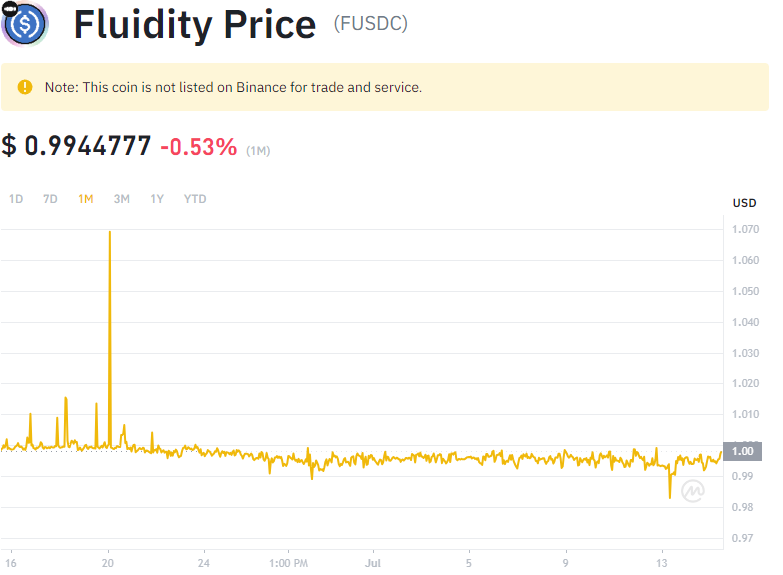 Fluidity Price (FUSDC)
Note: This coin is not listed on Binance for trade and service.
$ 0.9944777 -0.53% (1M)
1D 7D 1M 3M 1Y YTD
USD
1.070
1.060
1.050
1.040
1.030
1.020
1.010
1.00
0.99
0.98
0.97
16 20 24 1:00 PM Jul 5 9 13